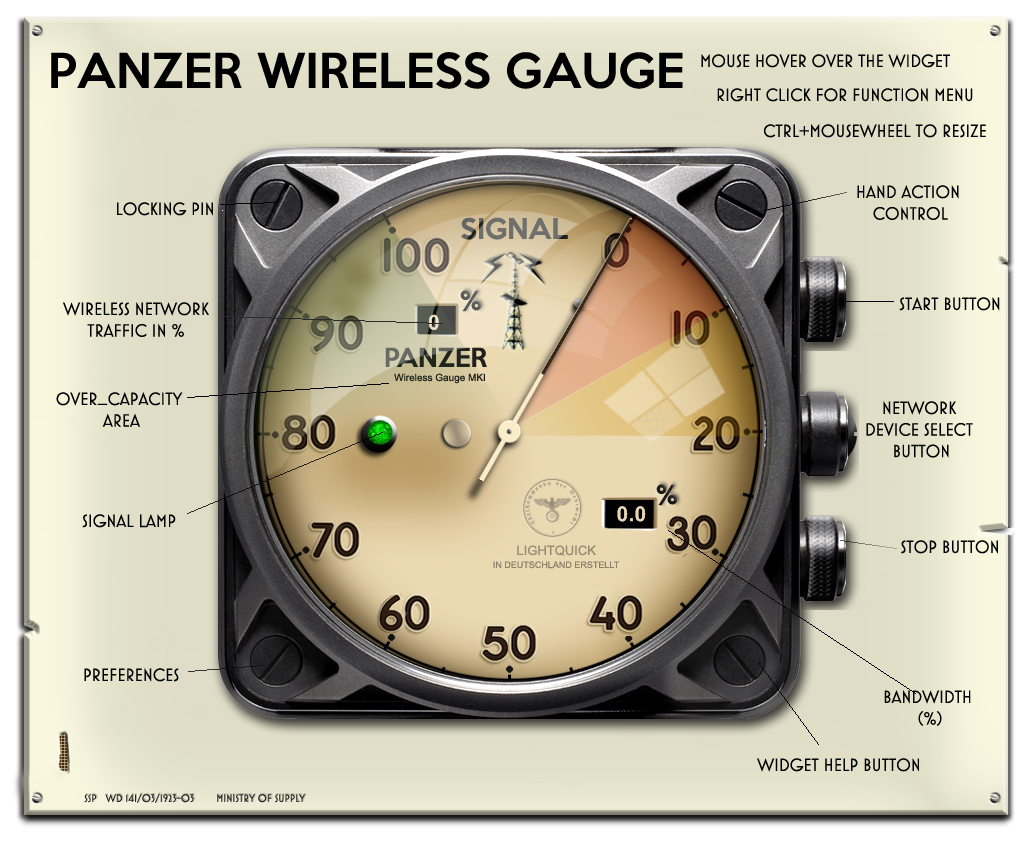 PANZER WIRELESS GAUGE
MOUSE HOVER OVER THE WIDGET
RIGHT CLICK FOR FUNCTION MENU
CTRL+MOUSEWHEEL TO RESIZE
LOCKING PIN
HAND ACTION
CONTROL
SIGNAL
100
0
WIRELESS NETWORK
TRAFFIC IN %
0
%
90
10
START BUTTON
PANZER
Wireless Gauge MKI
OVER_CAPACITY
AREA
80
20
NETWORK
DEVICE SELECT
BUTTON
SIGNAL LAMP
%
0.0
70
30
LIGHTQUICK
IN DEUTSCHLAND ERSTELLT
STOP BUTTON
60
50
40
PREFERENCES
BANDWIDTH
(%)
WIDGET HELP BUTTON
SSP WD 141/03/1923-03 MINISTRY OF SUPPLY